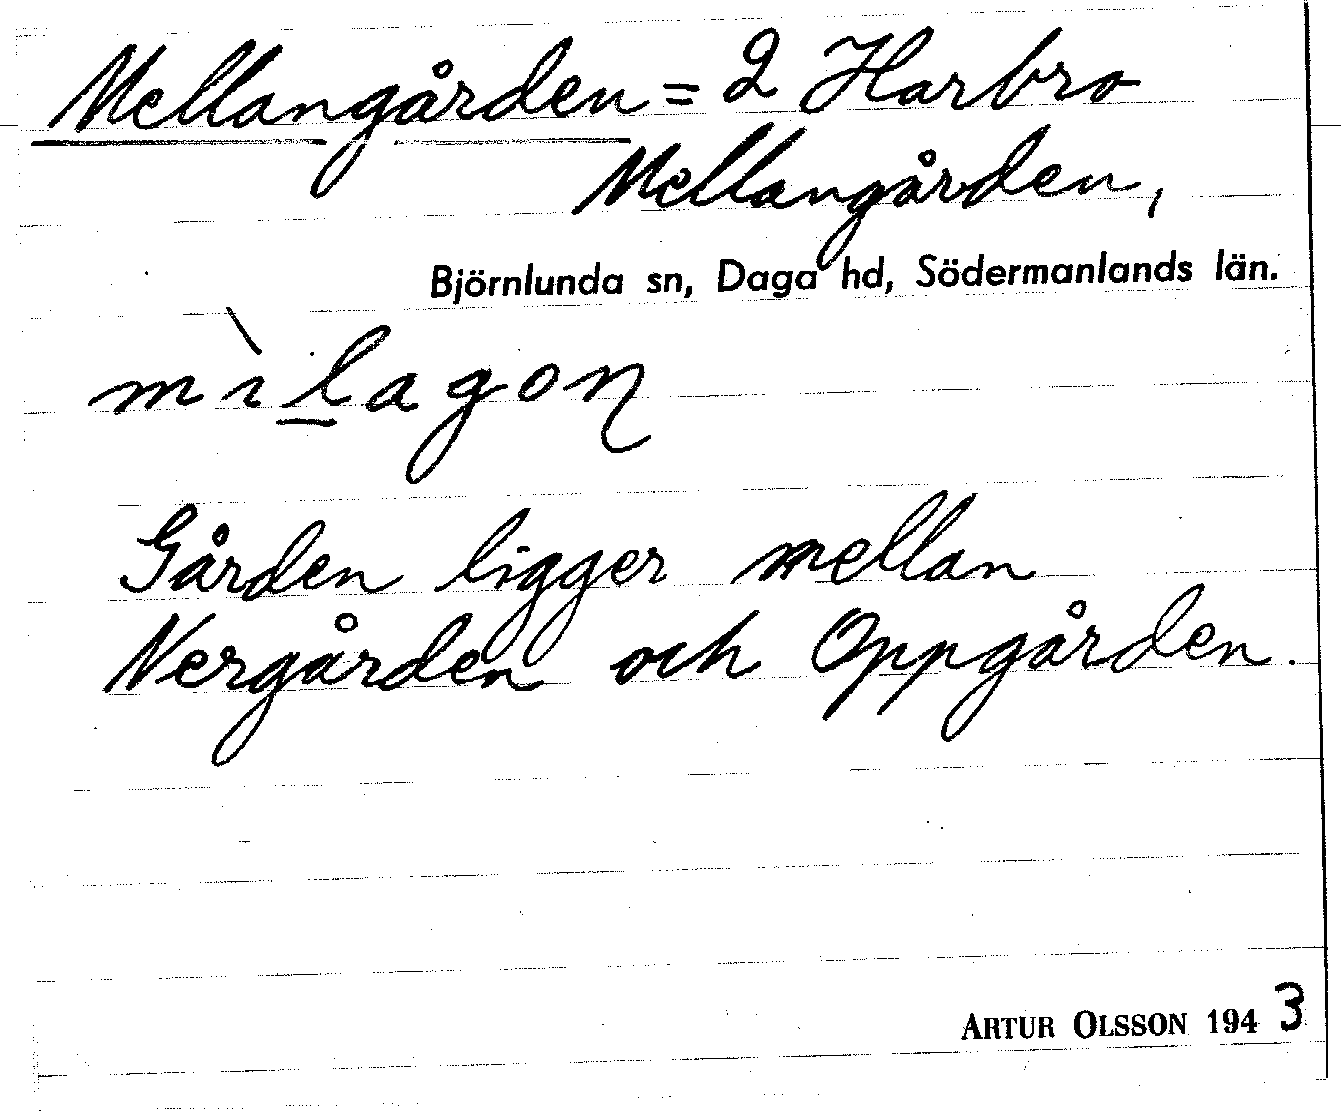 Mellangården = 2 Harbro
Mellangården,
Björnlunda sn, Daga hd, Södermanlands län.
mìlagoɳ
Gården ligger mellan
Nergården och Oppgården.
ARTUR OLSSON 1943